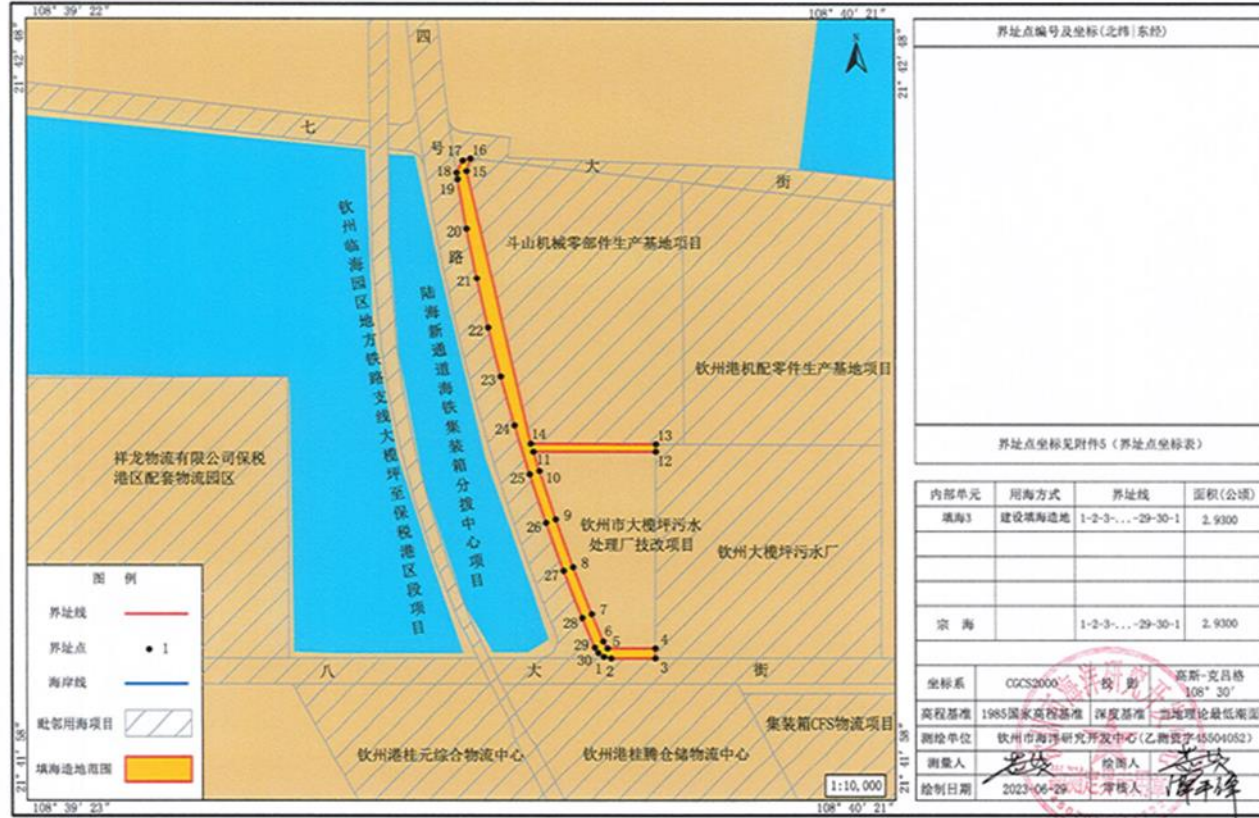 108° 39′ 22″
108° 40′ 21″
21° 42′ 48″
21° 42′ 48″
四
N
七
号
17
16
大
街
18
15
19
20
路
斗山机械零部件生产基地项目
21
22
钦州港机配零件生产基地项目
23
24
14
13
11
12
25
10
26
9
27
8
28
7
6
29
5
4
30
1
2
3
钦州临海园区地方铁路支线大榄坪至保税港区段项目
陆海新通道海铁集装箱分拨中心项目
祥龙物流有限公司保税
港区配套物流园区
钦州市大榄坪污水
处理厂技改项目
钦州大榄坪污水厂
八
大
街
集装箱CFS物流项目
钦州港桂元综合物流中心
钦州港桂腾仓储物流中心
图 例
界址线
界址点
1
海岸线
毗邻用海项目
填海造地范围
1:10,000
21° 41′ 58″
21° 41′ 58″
108° 39′ 23″
108° 40′ 21″
界址点编号及坐标(北纬|东经)
界址点坐标见附件5（界址点坐标表）
内部单元 用海方式 界址线 面积(公顷)
填海3 建设填海造地 1-2-3-...-29-30-1 2.9300
宗 海 1-2-3-...-29-30-1 2.9300
坐标系 CGCS2000 投 影 高斯-克吕格
108° 30′
高程基准 1985国家高程基准 深度基准 当地理论最低潮面
测绘单位 钦州市海洋研究开发中心(乙测资字45504052)
测量人 绘图人
绘制日期 2023-06-29 审核人